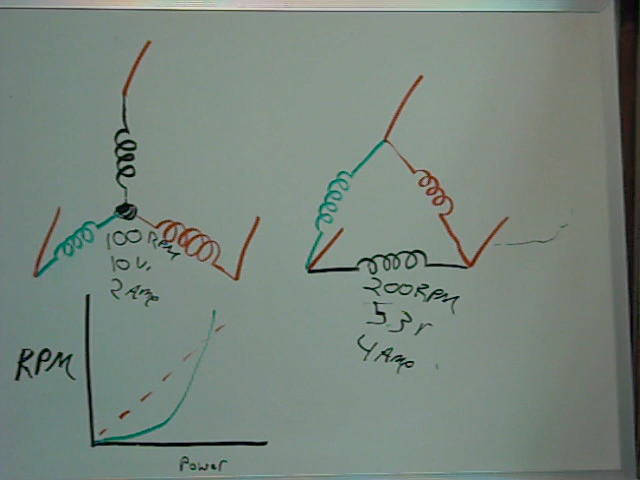 100 RPM
10 v.
2 Amp
200RPM
5.3 v
4 Amp
RPM
Power